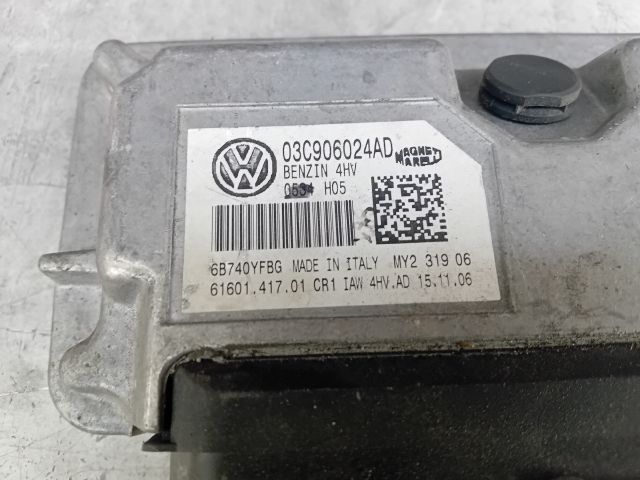 03C906024AD MAGNETI MARELLI
BENZIN 4HV
0534 H05
6B740YFBG MADE IN ITALY MY2 319 06
61601.417.01 CR1 IAW 4HV.AD 15.11.06